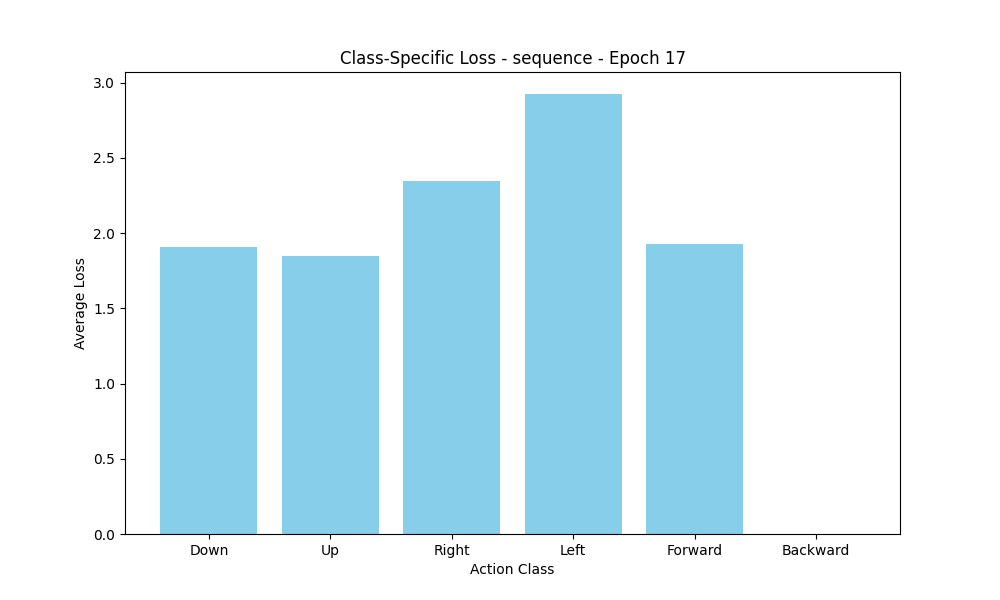 Class-Specific Loss - sequence - Epoch 17
3.0
2.5
2.0
1.5
1.0
0.5
0.0
Average Loss
Down Up Right Left Forward Backward
Action Class